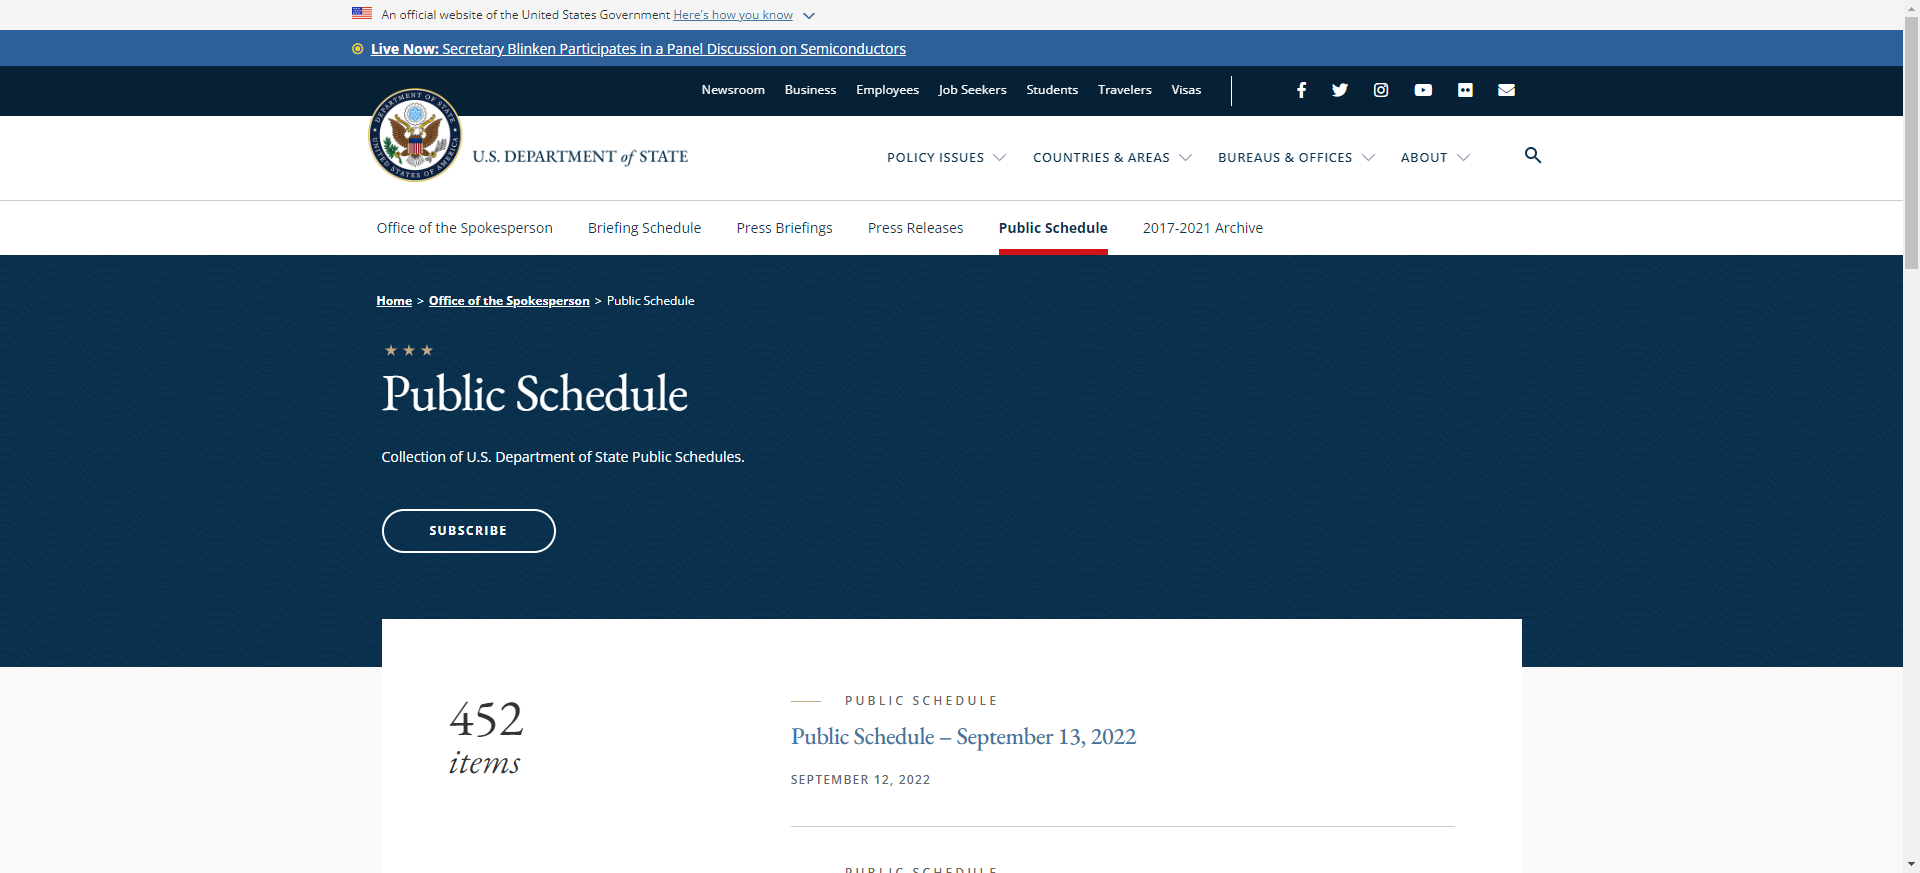 An official website of the United States Government Here's how you know
Live Now: Secretary Blinken Participates in a Panel Discussion on Semiconductors
Newsroom Business Employees Job Seekers Students Travelers Visas
DEPARTMENT OF STATE
UNITED STATES OF AMERICA
U.S. DEPARTMENT of STATE
POLICY ISSUES COUNTRIES & AREAS BUREAUS & OFFICES ABOUT
Office of the Spokesperson Briefing Schedule Press Briefings Press Releases Public Schedule 2017-2021 Archive
Home > Office of the Spokesperson > Public Schedule
Public Schedule
Collection of U.S. Department of State Public Schedules.
SUBSCRIBE
452
items
PUBLIC SCHEDULE
Public Schedule – September 13, 2022
SEPTEMBER 12, 2022
PUBLIC SCHEDULE